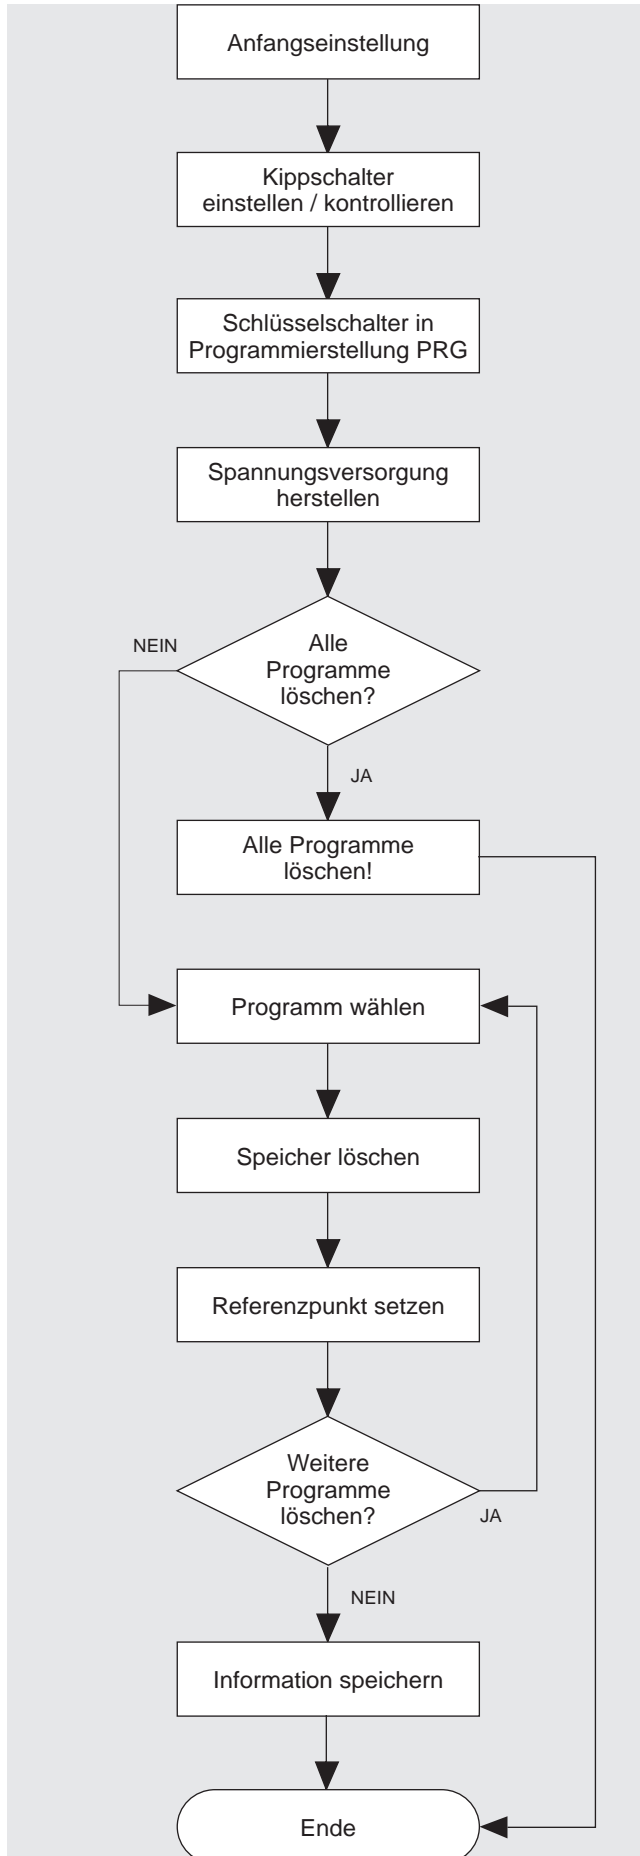 Anfangseinstellung
Kippschalter
einstellen / kontrollieren
Schlüsselschalter in
Programmierstellung PRG
Spannungsversorgung
herstellen
NEIN
Alle
Programme
löschen?
JA
Alle Programme
löschen!
Programm wählen
Speicher löschen
Referenzpunkt setzen
Weitere
Programme
löschen?
JA
NEIN
Information speichern
Ende